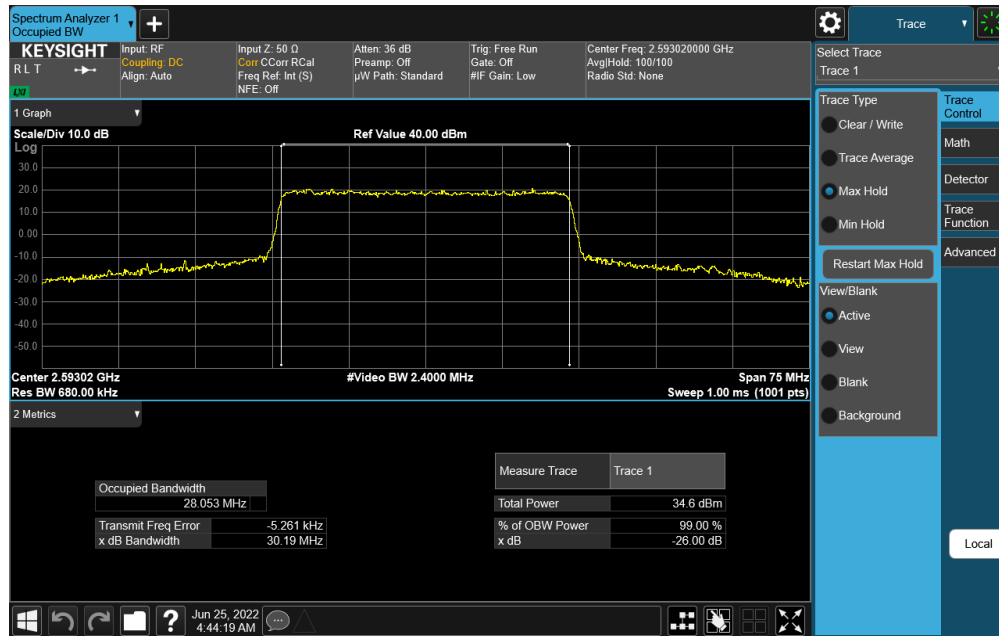 Spectrum Analyzer 1
Occupied BW
Trace
KEYSIGHT
R L T
LXI
Input: RF
Coupling: DC
Align: Auto
Input Z: 50 Ω
Corr CCorr RCal
Freq Ref: Int (S)
NFE: Off
Atten: 36 dB
Preamp: Off
µW Path: Standard
Trig: Free Run
Gate: Off
#IF Gain: Low
Center Freq: 2.593020000 GHz
Avg|Hold: 100/100
Radio Std: None
Select Trace
Trace 1
1 Graph
Scale/Div 10.0 dB
Ref Value 40.00 dBm
Log
30.0
20.0
10.0
0.00
-10.0
-20.0
-30.0
-40.0
-50.0
Center 2.59302 GHz
#Video BW 2.4000 MHz
Span 75 MHz
Res BW 680.00 kHz
Sweep 1.00 ms (1001 pts)
Trace Type
Clear / Write
Trace Average
Max Hold
Min Hold
Restart Max Hold
View/Blank
Active
View
Blank
Background
Trace
Control
Math
Detector
Trace
Function
Advanced
Local
2 Metrics
Occupied Bandwidth
28.053 MHz
Transmit Freq Error -5.261 kHz
x dB Bandwidth 30.19 MHz
Measure Trace Trace 1
Total Power 34.6 dBm
% of OBW Power 99.00 %
x dB -26.00 dB
?
Jun 25, 2022
4:44:19 AM